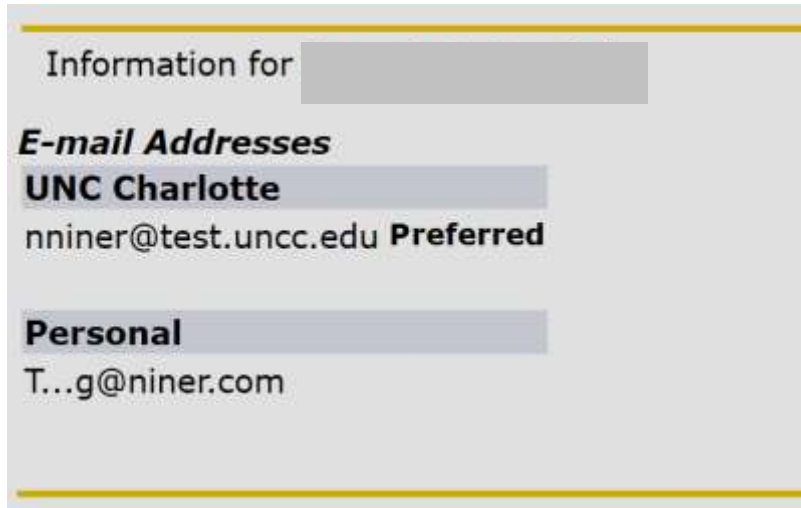 Information for
E-mail Addresses
UNC Charlotte
nniner@test.uncc.edu Preferred
Personal
T...g@niner.com